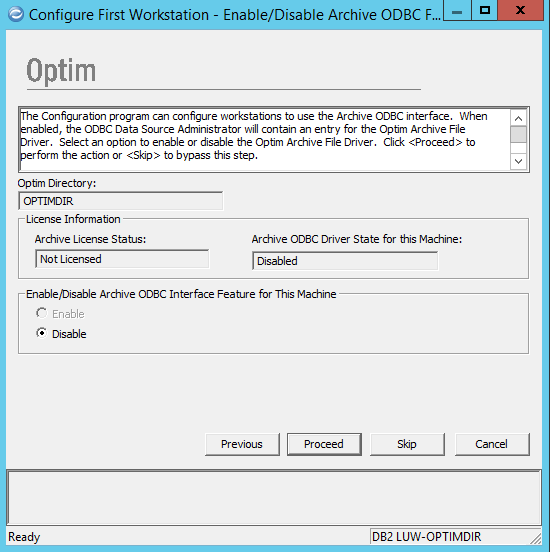 Configure First Workstation - Enable/Disable Archive ODBC F...
Optim
The Configuration program can configure workstations to use the Archive ODBC interface. When
enabled, the ODBC Data Source Administrator will contain an entry for the Optim Archive File
Driver. Select an option to enable or disable the Optim Archive File Driver. Click <Proceed> to
perform the action or <Skip> to bypass this step.
Optim Directory:
OPTIMDIR
License Information
Archive License Status:
Archive ODBC Driver State for this Machine:
Not Licensed
Disabled
Enable/Disable Archive ODBC Interface Feature for This Machine
Enable
Disable
Previous
Proceed
Skip
Cancel
Ready
DB2 LUW-OPTIMDIR